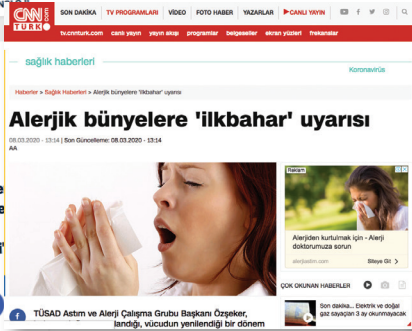 CNN
TÜRK
.com
SON DAKİKA TV PROGRAMLARI VİDEO FOTO HABER YAZARLAR CANLI YAYIN
tv.cnnturk.com canlı yayın yayın akışı programlar belgeseller ekran yüzleri frekanslar
sağlık haberleri
Koronavirüs
Haberler > Sağlık Haberleri > Alerjik bünyelere 'ilkbahar' uyarısı
Alerjik bünyelere 'ilkbahar' uyarısı
08.03.2020 - 13:14 | Son Güncelleme: 08.03.2020 - 13:14
AA
Reklam
Alerjiden kurtulmak için - Alerji
doktorumuza sorun
alerjiastim.com Siteye Git >
ÇOK OKUNAN HABERLER
Son dakika... Elektrik ve doğal
gaz sayaçları 3 ay okunmayacak
TÜSAD Astım ve Alerji Çalışma Grubu Başkanı Özşeker,
landığı, vücudun yenilendiği bir dönem